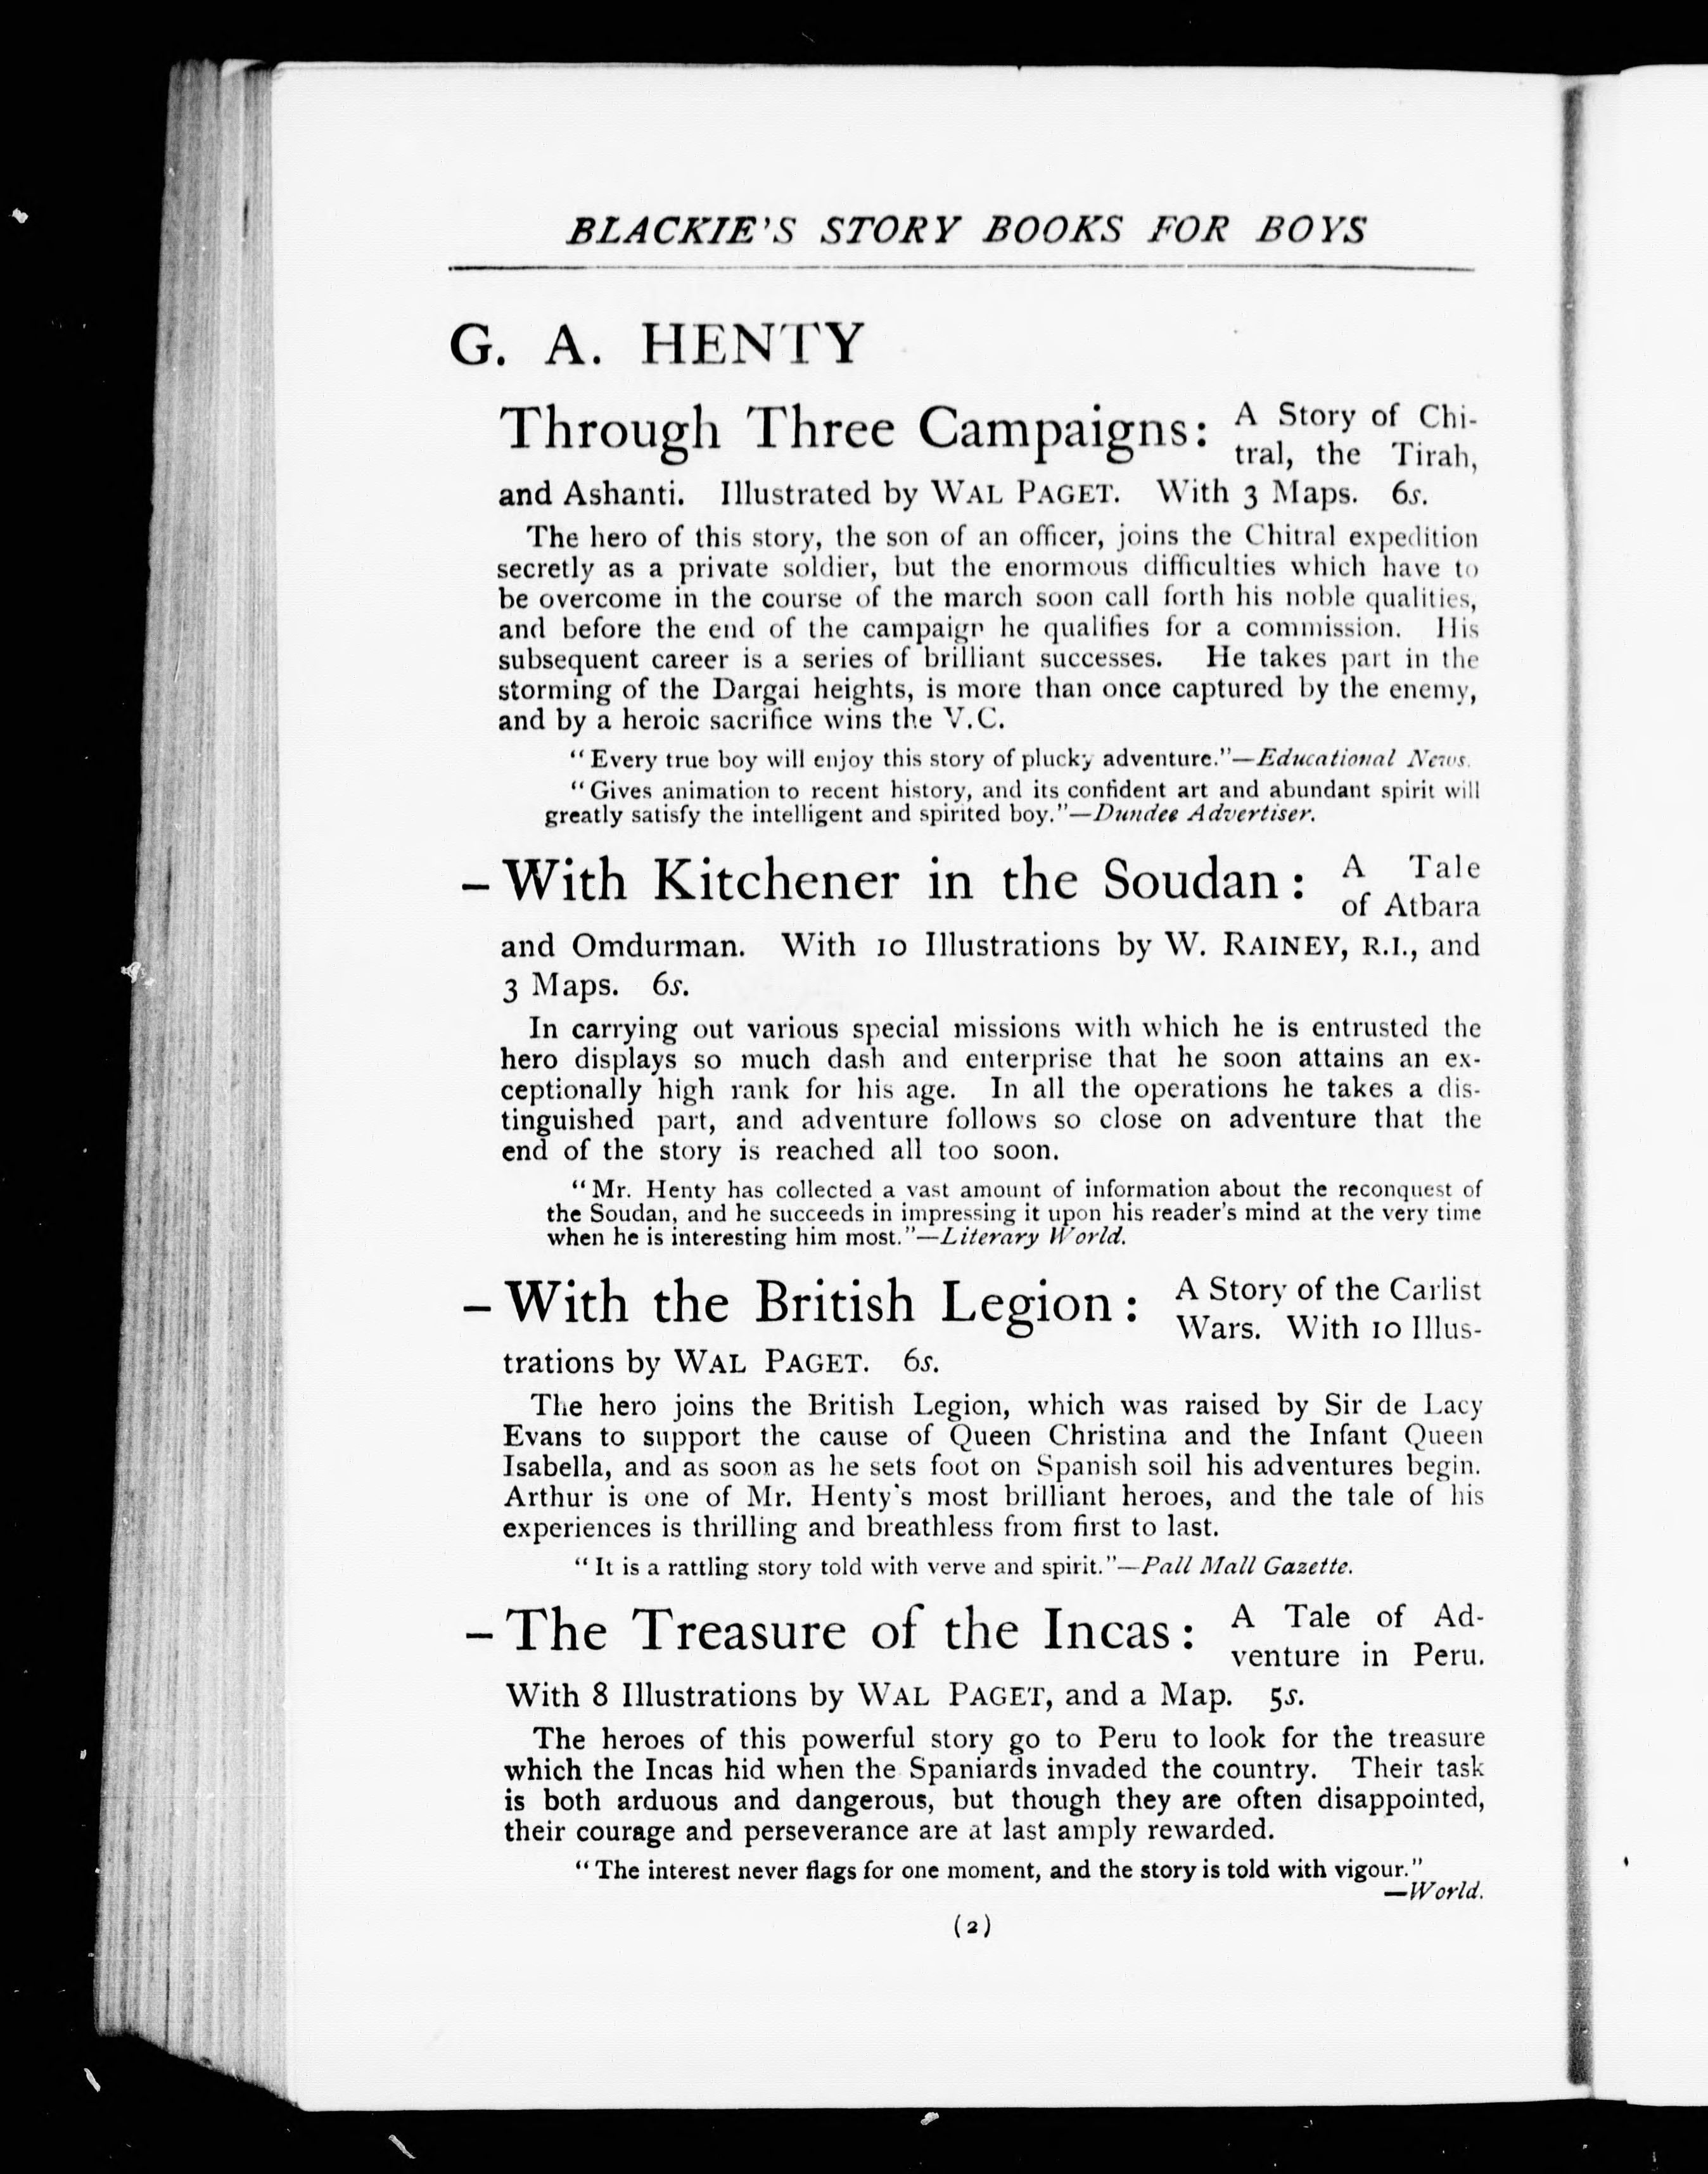 BLACKIE'S STORY BOOKS FOR BOYS
G. A. HENTY
Through Three Campaigns: A Story of Chi-
tral, the Tirah,
and Ashanti. Illustrated by WAL PAGET. With 3 Maps. 6s.
The hero of this story, the son of an officer, joins the Chitral expedition
secretly as a private soldier, but the enormous difficulties which have to
be overcome in the course of the march soon call forth his noble qualities,
and before the end of the campaign he qualifies for a commission. His
subsequent career is a series of brilliant successes. He takes part in the
storming of the Dargai heights, is more than once captured by the enemy,
and by a heroic sacrifice wins the V.C.
"Every true boy will enjoy this story of plucky adventure."—Educational News.
"Gives animation to recent history, and its confident art and abundant spirit will
greatly satisfy the intelligent and spirited boy."—Dundee Advertiser.
– With Kitchener in the Soudan: A Tale
of Atbara
and Omdurman. With 10 Illustrations by W. RAINEY, R.I., and
3 Maps. 6s.
In carrying out various special missions with which he is entrusted the
hero displays so much dash and enterprise that he soon attains an ex-
ceptionally high rank for his age. In all the operations he takes a dis-
tinguished part, and adventure follows so close on adventure that the
end of the story is reached all too soon.
"Mr. Henty has collected a vast amount of information about the reconquest of
the Soudan, and he succeeds in impressing it upon his reader's mind at the very time
when he is interesting him most."—Literary World.
– With the British Legion: A Story of the Carlist
Wars. With 10 Illus-
trations by WAL PAGET. 6s.
The hero joins the British Legion, which was raised by Sir de Lacy
Evans to support the cause of Queen Christina and the Infant Queen
Isabella, and as soon as he sets foot on Spanish soil his adventures begin.
Arthur is one of Mr. Henty's most brilliant heroes, and the tale of his
experiences is thrilling and breathless from first to last.
"It is a rattling story told with verve and spirit."—Pall Mall Gazette.
– The Treasure of the Incas: A Tale of Ad-
venture in Peru.
With 8 Illustrations by WAL PAGET, and a Map. 5s.
The heroes of this powerful story go to Peru to look for the treasure
which the Incas hid when the Spaniards invaded the country. Their task
is both arduous and dangerous, but though they are often disappointed,
their courage and perseverance are at last amply rewarded.
"The interest never flags for one moment, and the story is told with vigour."
—World.
(2)